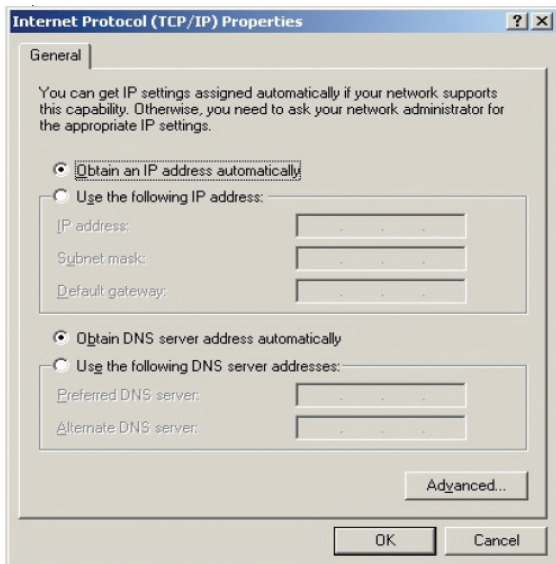 Internet Protocol (TCP/IP) Properties
General
You can get IP settings assigned automatically if your network supports
this capability. Otherwise, you need to ask your network administrator for
the appropriate IP settings.
Obtain an IP address automatically
Use the following IP address:
IP address:
Subnet mask:
Default gateway:
Obtain DNS server address automatically
Use the following DNS server addresses:
Preferred DNS server:
Alternate DNS server:
Advanced...
OK Cancel